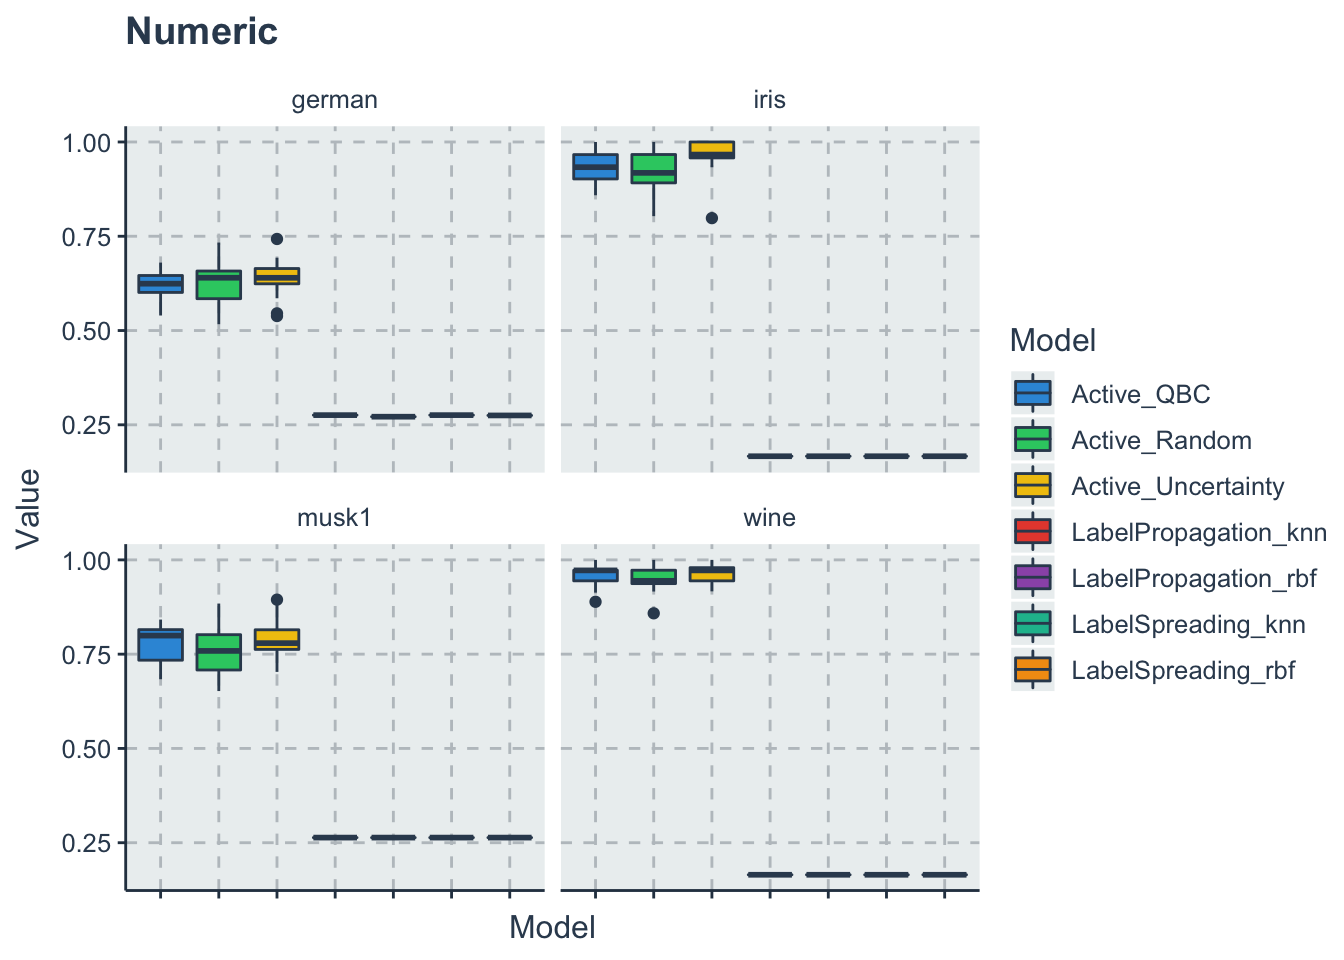 Numeric
german
iris
1.00
0.75
0.50
0.25
musk1
wine
1.00
0.75
0.50
0.25
Value
Model
Model
Active_QBC
Active_Random
Active_Uncertainty
LabelPropagation_knn
LabelPropagation_rbf
LabelSpreading_knn
LabelSpreading_rbf